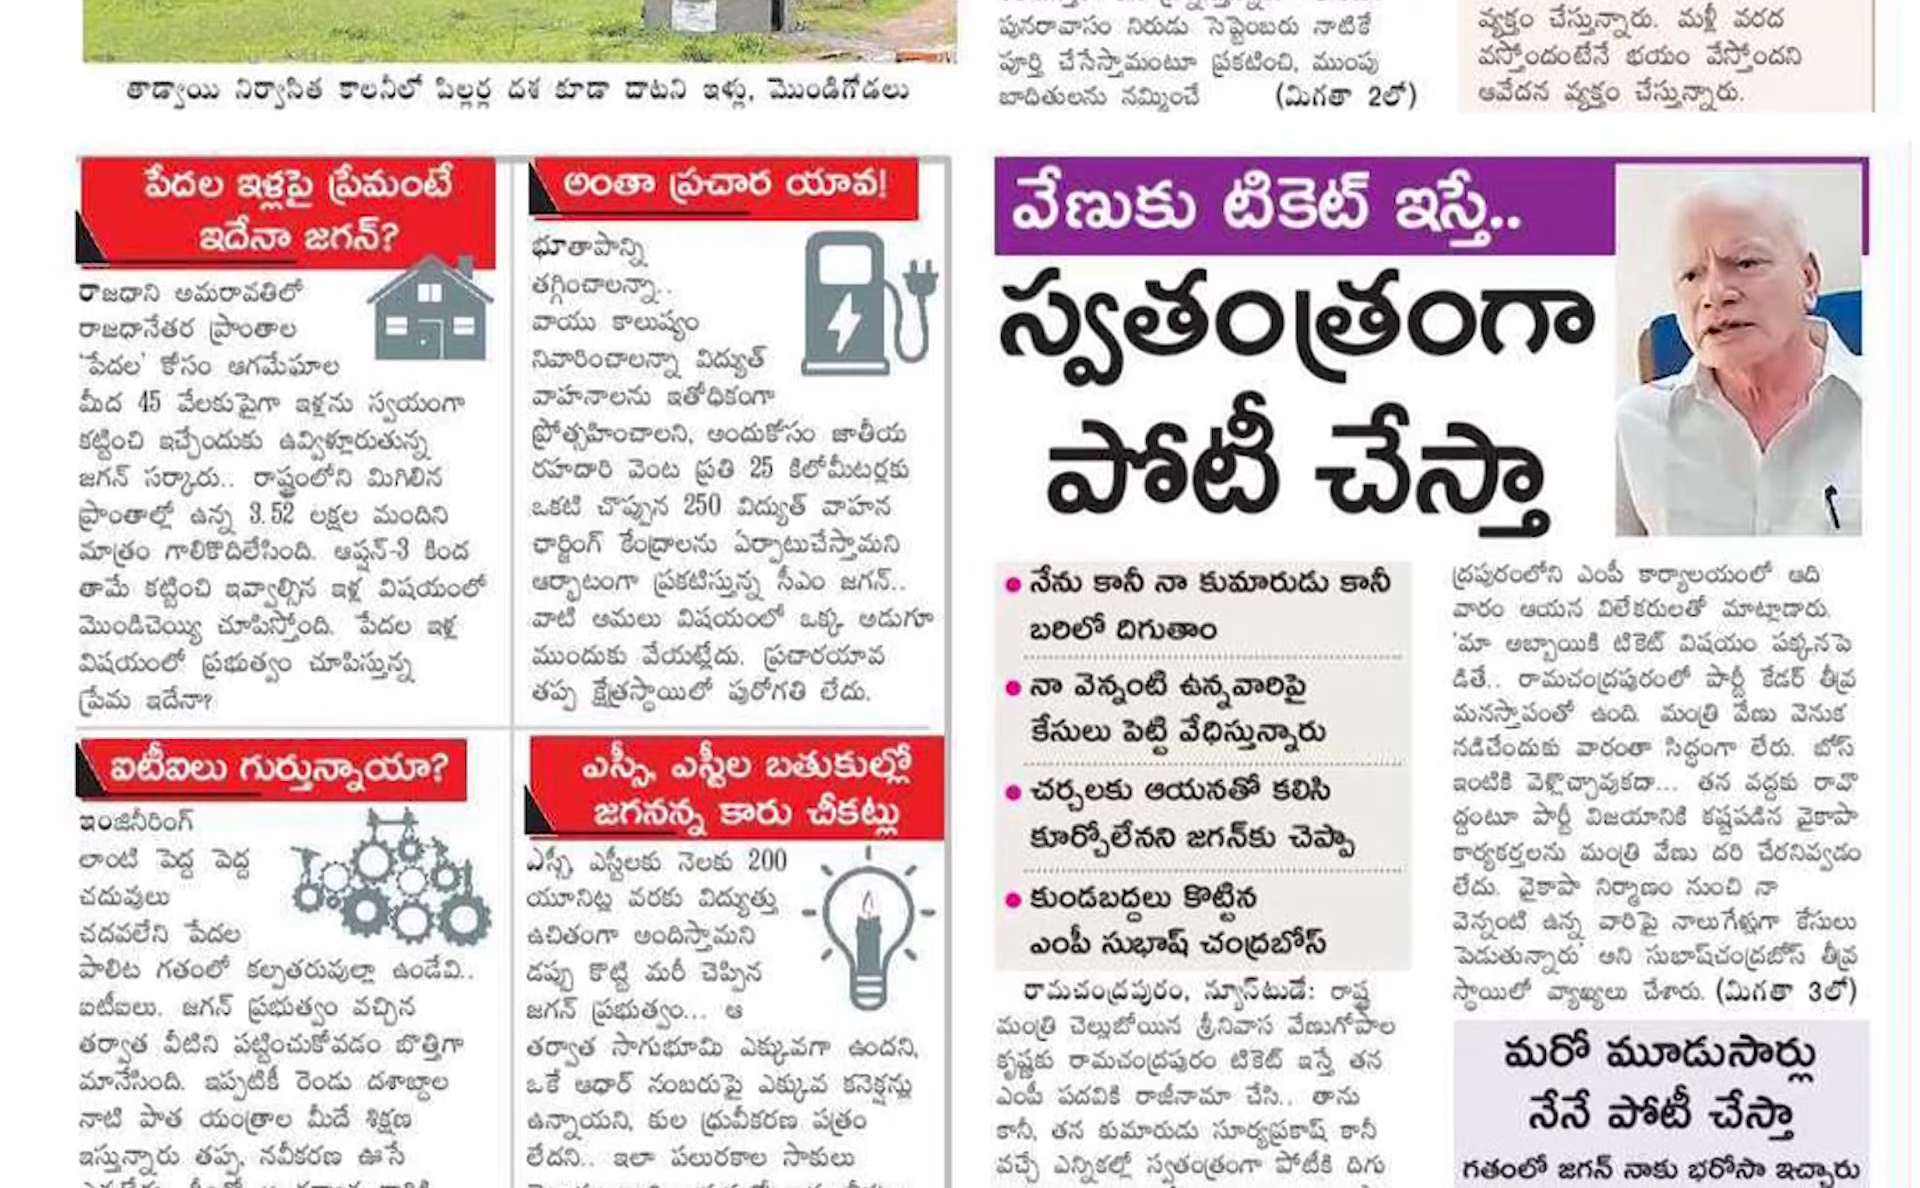 తాడ్వాయి నిర్వాసిత కాలనీలో పిల్లర్ల దశ కూడా దాటని ఇళ్లు, మొండిగోడలు
పునరావాసం నిరుడు సెప్టెంబరు నాటికే
పూర్తి చేసేస్తామంటూ ప్రకటించి, ముంపు
బాధితులను నమ్మించే (మిగతా 2లో)
వ్యక్తం చేస్తున్నారు. మళ్లీ వరద
వస్తోందంటేనే భయం వేస్తోందని
ఆవేదన వ్యక్తం చేస్తున్నారు.
పేదల ఇళ్లపై ప్రేమంటే
ఇదేనా జగన్?
రాజధాని అమరావతిలో
రాజధానేతర ప్రాంతాల
'పేదల' కోసం ఆగమేఘాల
మీద 45 వేలకుపైగా ఇళ్లను స్వయంగా
కట్టించి ఇచ్చేందుకు ఉవ్విళ్లూరుతున్న
జగన్ సర్కారు.. రాష్ట్రంలోని మిగిలిన
ప్రాంతాల్లో ఉన్న 3.52 లక్షల మందిని
మాత్రం గాలికొదిలేసింది. ఆప్షన్-3 కింద
తామే కట్టించి ఇవ్వాల్సిన ఇళ్ల విషయంలో
మొండిచెయ్యి చూపిస్తోంది. పేదల ఇళ్ల
విషయంలో ప్రభుత్వం చూపిస్తున్న
ప్రేమ ఇదేనా?
అంతా ప్రచార యావ!
భూతాపాన్ని
తగ్గించాలన్నా..
వాయు కాలుష్యం
నివారించాలన్నా విద్యుత్
వాహనాలను ఇతోధికంగా
ప్రోత్సహించాలని, అందుకోసం జాతీయ
రహదారి వెంట ప్రతి 25 కిలోమీటర్లకు
ఒకటి చొప్పున 250 విద్యుత్ వాహన
ఛార్జింగ్ కేంద్రాలను ఏర్పాటుచేస్తామని
ఆర్భాటంగా ప్రకటిస్తున్న సీఎం జగన్..
వాటి అమలు విషయంలో ఒక్క అడుగూ
ముందుకు వేయట్లేదు. ప్రచారయావ
తప్ప క్షేత్రస్థాయిలో పురోగతి లేదు.
ఐటీఐలు గుర్తున్నాయా?
ఇంజినీరింగ్
లాంటి పెద్ద పెద్ద
చదువులు
చదవలేని పేదల
పాలిట గతంలో కల్పతరువుల్లా ఉండేవి..
ఐటీఐలు. జగన్ ప్రభుత్వం వచ్చిన
తర్వాత వీటిని పట్టించుకోవడం బొత్తిగా
మానేసింది. ఇప్పటికీ రెండు దశాబ్దాల
నాటి పాత యంత్రాల మీదే శిక్షణ
ఇస్తున్నారు తప్ప, నవీకరణ ఊసే
ఎస్సీ, ఎస్టీల బతుకుల్లో
జగనన్న కారు చీకట్లు
ఎస్సీ, ఎస్టీలకు నెలకు 200
యూనిట్ల వరకు విద్యుత్తు
ఉచితంగా అందిస్తామని
డప్పు కొట్టి మరీ చెప్పిన
జగన్ ప్రభుత్వం... ఆ
తర్వాత సాగుభూమి ఎక్కువగా ఉందని,
ఒకే ఆధార్ నంబరుపై ఎక్కువ కనెక్షన్లు
ఉన్నాయని, కుల ధ్రువీకరణ పత్రం
లేదని.. ఇలా పలురకాల సాకులు
వేణుకు టికెట్ ఇస్తే..
స్వతంత్రంగా
పోటీ చేస్తా
• నేను కానీ నా కుమారుడు కానీ
బరిలో దిగుతాం
• నా వెన్నంటి ఉన్నవారిపై
కేసులు పెట్టి వేధిస్తున్నారు
• చర్చలకు ఆయనతో కలిసి
కూర్చోలేనని జగన్‌కు చెప్పా
• కుండబద్దలు కొట్టిన
ఎంపీ సుభాష్ చంద్రబోస్
రామచంద్రపురం, న్యూస్‌టుడే: రాష్ట్ర
మంత్రి చెల్లుబోయిన శ్రీనివాస వేణుగోపాల
కృష్ణకు రామచంద్రపురం టికెట్ ఇస్తే తన
ఎంపీ పదవికి రాజీనామా చేసి.. తాను
కానీ, తన కుమారుడు సూర్యప్రకాష్ కానీ
వచ్చే ఎన్నికల్లో స్వతంత్రంగా పోటీకి దిగు
ద్రపురంలోని ఎంపీ కార్యాలయంలో ఆది
వారం ఆయన విలేకరులతో మాట్లాడారు.
'మా అబ్బాయికి టికెట్ విషయం పక్కనపె
డితే.. రామచంద్రపురంలో పార్టీ కేడర్ తీవ్ర
మనస్తాపంతో ఉంది. మంత్రి వేణు వెనుక
నడిచేందుకు వారంతా సిద్ధంగా లేరు. బోస్
ఇంటికి వెళ్లొచ్చావుకదా... తన వద్దకు రావొ
ద్దంటూ పార్టీ విజయానికి కష్టపడిన వైకాపా
కార్యకర్తలను మంత్రి వేణు దరి చేరనివ్వడం
లేదు. వైకాపా నిర్మాణం నుంచి నా
వెన్నంటి ఉన్న వారిపై నాలుగేళ్లుగా కేసులు
పెడుతున్నారు' అని సుభాష్‌చంద్రబోస్ తీవ్ర
స్థాయిలో వ్యాఖ్యలు చేశారు. (మిగతా 3లో)
మరో మూడుసార్లు
నేనే పోటీ చేస్తా
గతంలో జగన్ నాకు భరోసా ఇచ్చారు